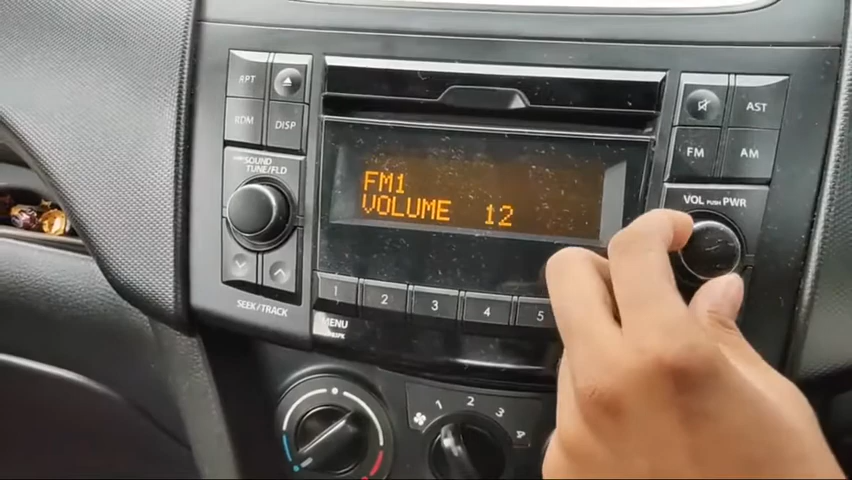 RPT
RDM
DISP
SOUND
TUNE/FLD
SEEK/TRACK
FM1
VOLUME 12
AST
FM
AM
VOL PUSH PWR
1
2
3
4
5
MENU
1
2
3